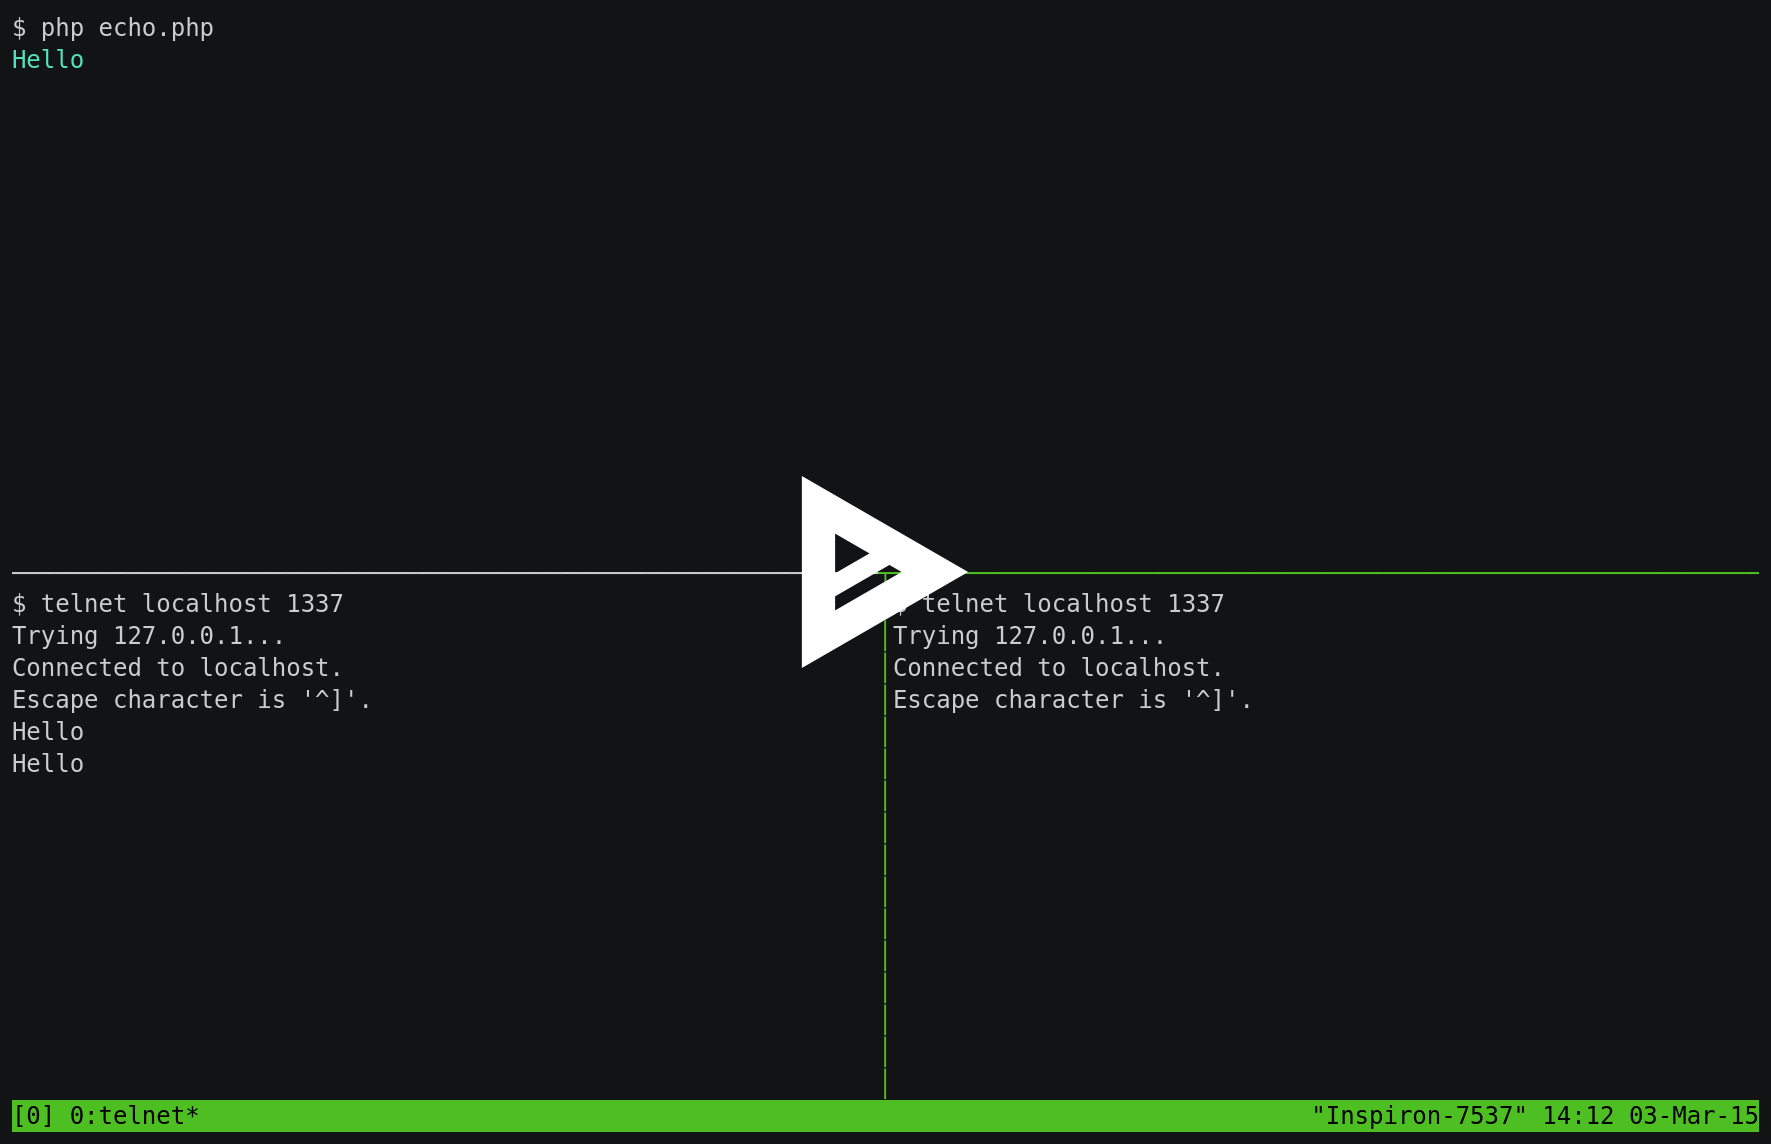 $ php echo.php
Hello
$ telnet localhost 1337
Trying 127.0.0.1...
Connected to localhost.
Escape character is '^]'.
Hello
Hello
telnet localhost 1337
Trying 127.0.0.1...
Connected to localhost.
Escape character is '^]'.
[0] 0:telnet*
"Inspiron-7537" 14:12 03-Mar-15